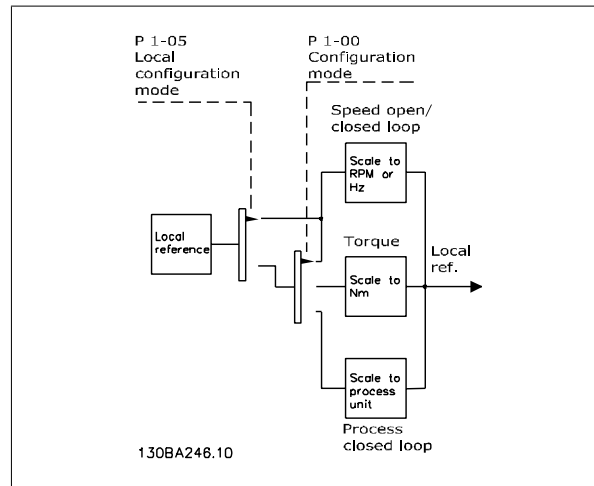 P 1-05
Local
configuration
mode
P 1-00
Configuration
mode
Speed open/
closed loop
Scale to
RPM or
Hz
Local
reference
Torque
Scale to
Nm
Local
ref.
Scale to
process
unit
Process
closed loop
130BA246.10